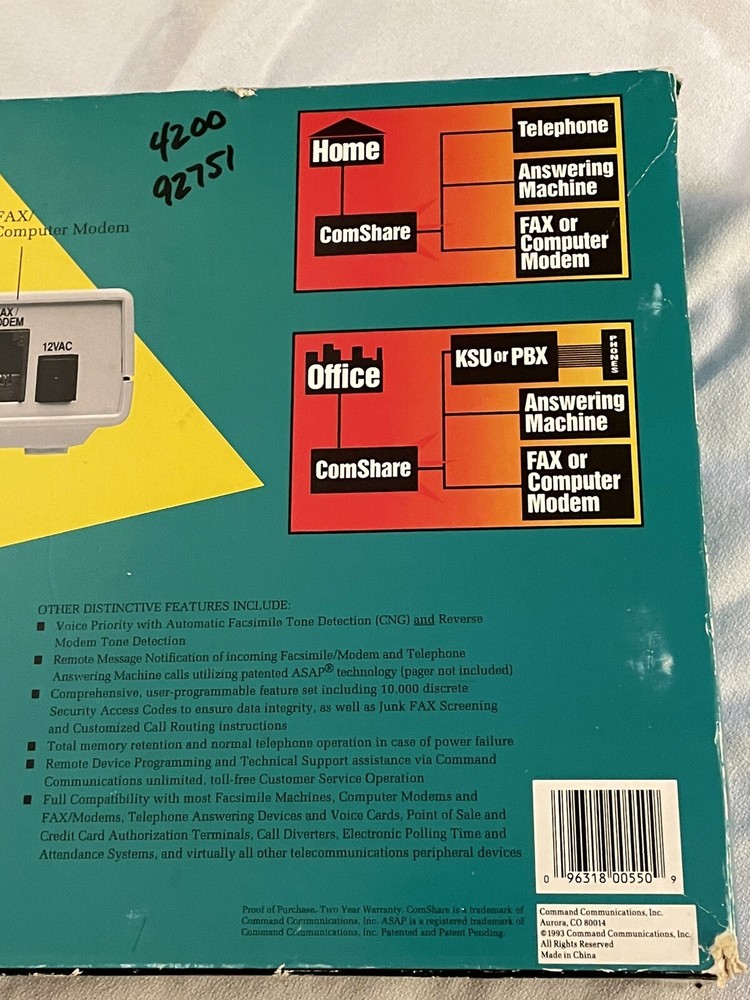 4200
92751
FAX/
Computer Modem
FAX/
MODEM
12VAC
Home
ComShare
Telephone
Answering
Machine
FAX or
Computer
Modem
Office
ComShare
KSU or PBX
PHONES
Answering
Machine
FAX or
Computer
Modem
OTHER DISTINCTIVE FEATURES INCLUDE:
■ Voice Priority with Automatic Facsimile Tone Detection (CNG) and Reverse
Modem Tone Detection
■ Remote Message Notification of incoming Facsimile/Modem and Telephone
Answering Machine calls utilizing patented ASAP® technology (pager not included)
■ Comprehensive, user-programmable feature set including 10,000 discrete
Security Access Codes to ensure data integrity, as well as Junk FAX Screening
and Customized Call Routing instructions
■ Total memory retention and normal telephone operation in case of power failure
■ Remote Device Programming and Technical Support assistance via Command
Communications unlimited, toll-free Customer Service Operation
■ Full Compatibility with most Facsimile Machines, Computer Modems and
FAX/Modems, Telephone Answering Devices and Voice Cards, Point of Sale and
Credit Card Authorization Terminals, Call Diverters, Electronic Polling Time and
Attendance Systems, and virtually all other telecommunications peripheral devices
0 96318 00550 9
Proof of Purchase. Two Year Warranty. ComShare is a trademark of
Command Communications, Inc. ASAP is a registered trademark of
Command Communications, Inc. Patented and Patent Pending.
Command Communications, Inc.
Aurora, CO 80014
©1993 Command Communications, Inc.
All Rights Reserved
Made in China